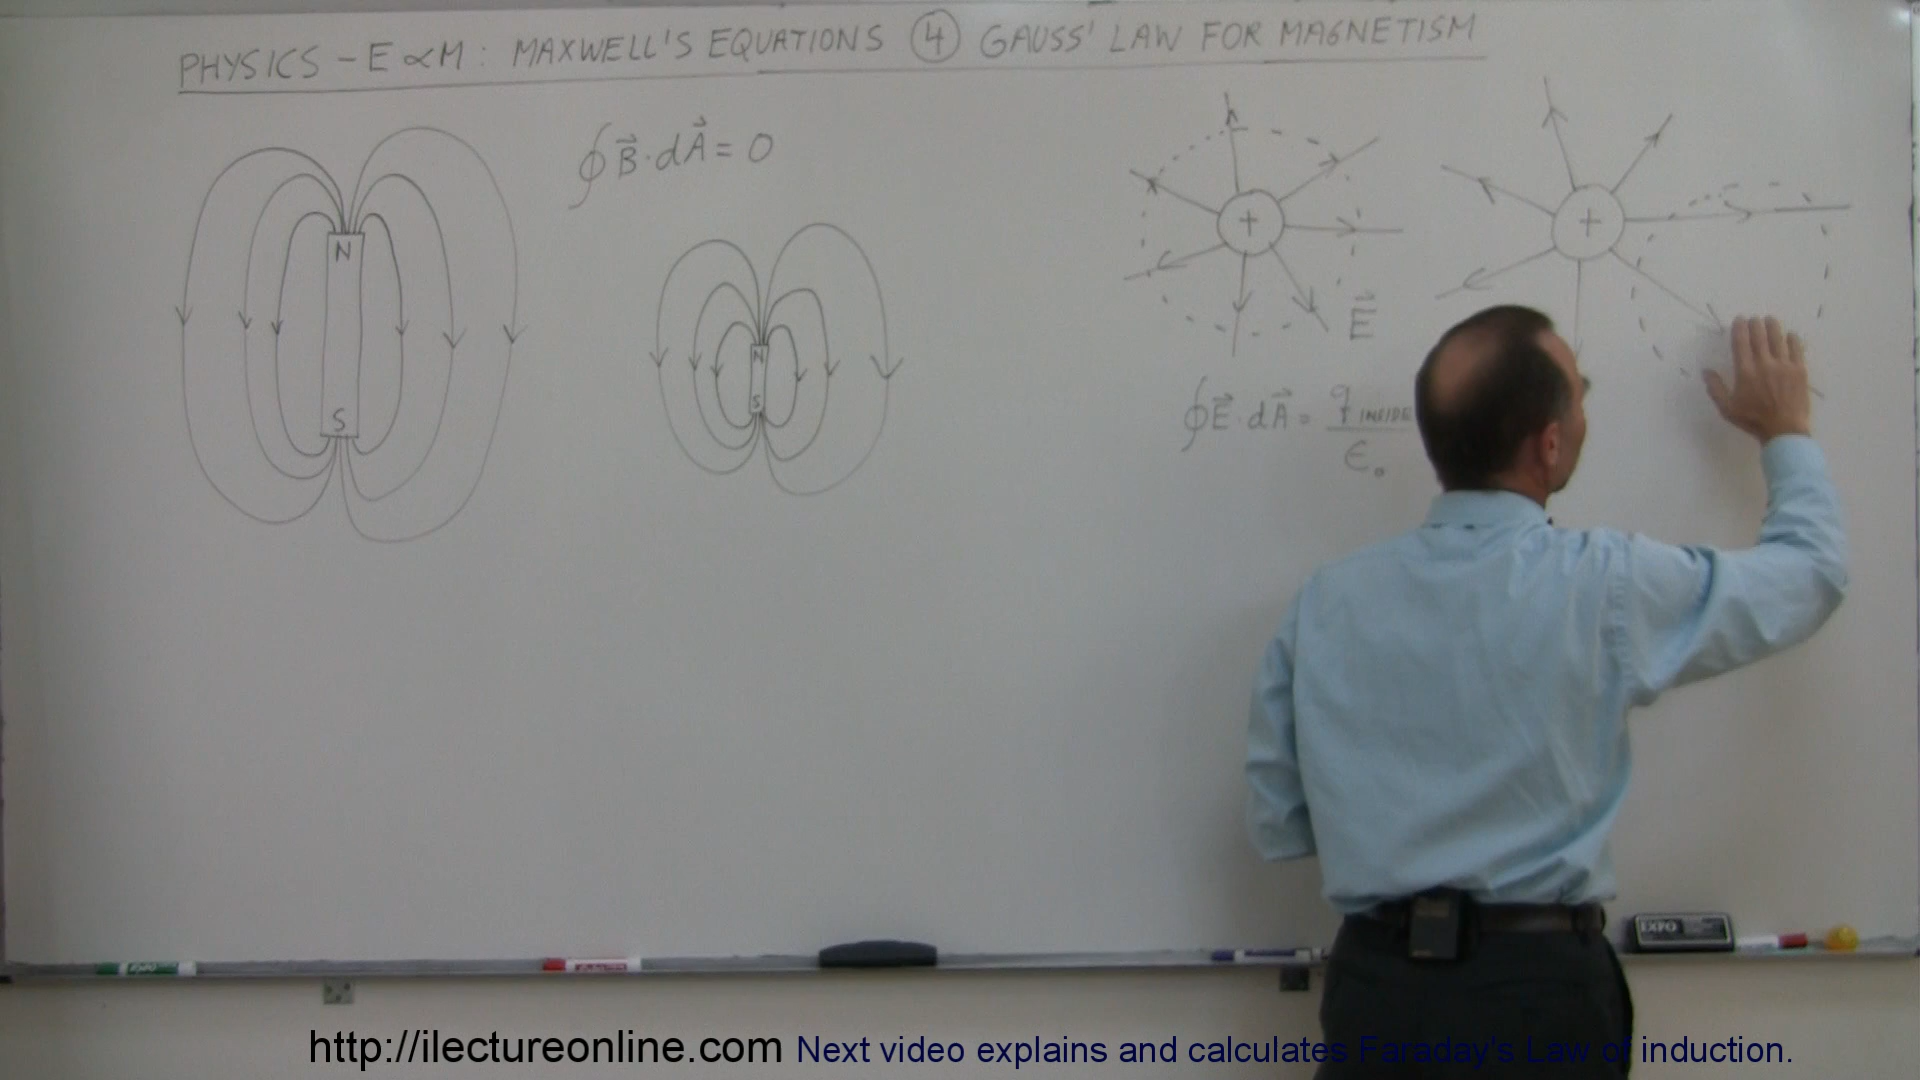 PHYSICS - E & M : MAXWELL'S EQUATIONS ④ GAUSS' LAW FOR MAGNETISM
∮B⃗·dA⃗ = 0
N
S
N
S
+
+
E⃗
∮E⃗·dA⃗ = q INSIDE / ε₀
EXPO
http://ilectureonline.com Next video explains and calculates Faraday's Law of induction.